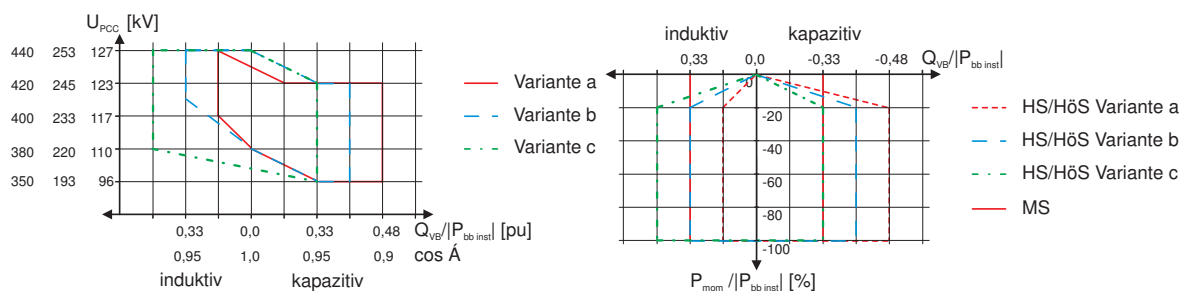 U_PCC [kV]
440 253 127
420 245 123
400 233 117
380 220 110
350 193 96
0,33 0,0 0,33 0,48 Q_VB/|P_bb inst| [pu]
0,95 1,0 0,95 0,9 cos Á
induktiv kapazitiv
Variante a
Variante b
Variante c
induktiv kapazitiv
0,33 0,0 -0,33 -0,48 Q_VB/|P_bb inst|
0
-20
-40
-60
-80
-100
P_mom /|P_bb inst| [%]
HS/HöS Variante a
HS/HöS Variante b
HS/HöS Variante c
MS